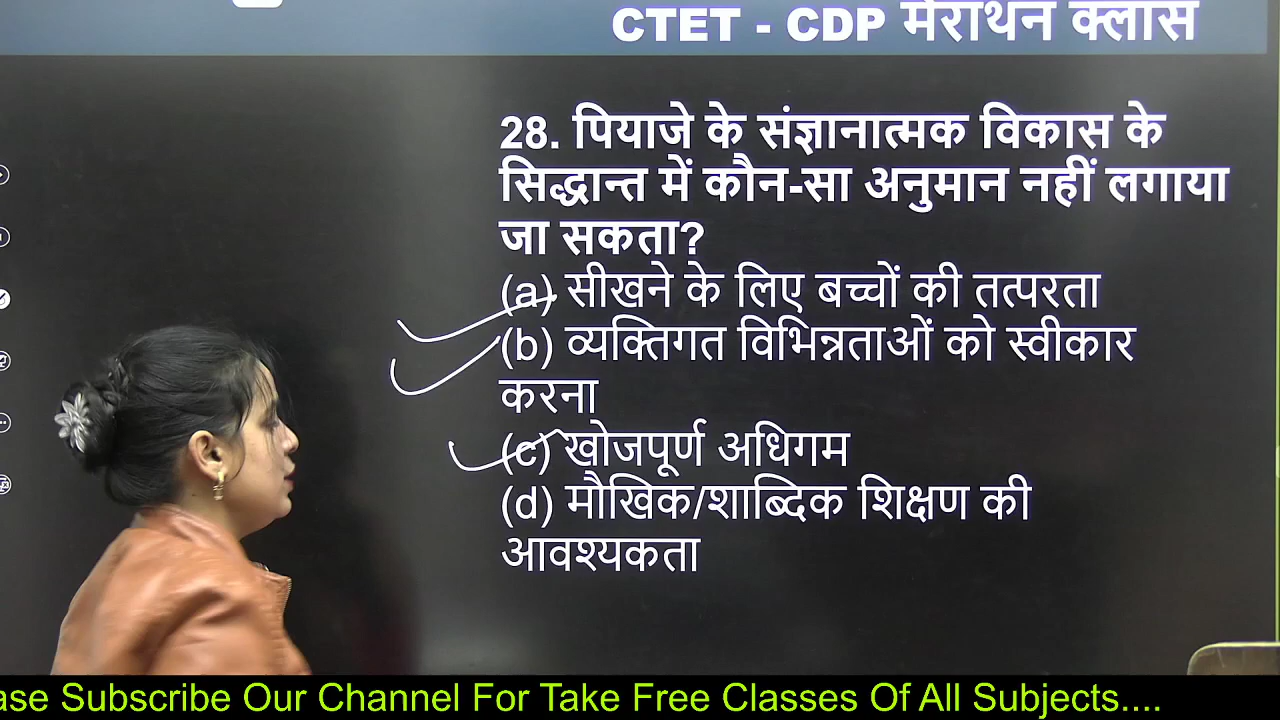 CTET - CDP मैराथन क्लास
28. पियाजे के संज्ञानात्मक विकास के
सिद्धान्त में कौन-सा अनुमान नहीं लगाया
जा सकता?
(a) सीखने के लिए बच्चों की तत्परता
(b) व्यक्तिगत विभिन्नताओं को स्वीकार
करना
(c) खोजपूर्ण अधिगम
(d) मौखिक/शाब्दिक शिक्षण की
आवश्यकता
ase Subscribe Our Channel For Take Free Classes Of All Subjects....